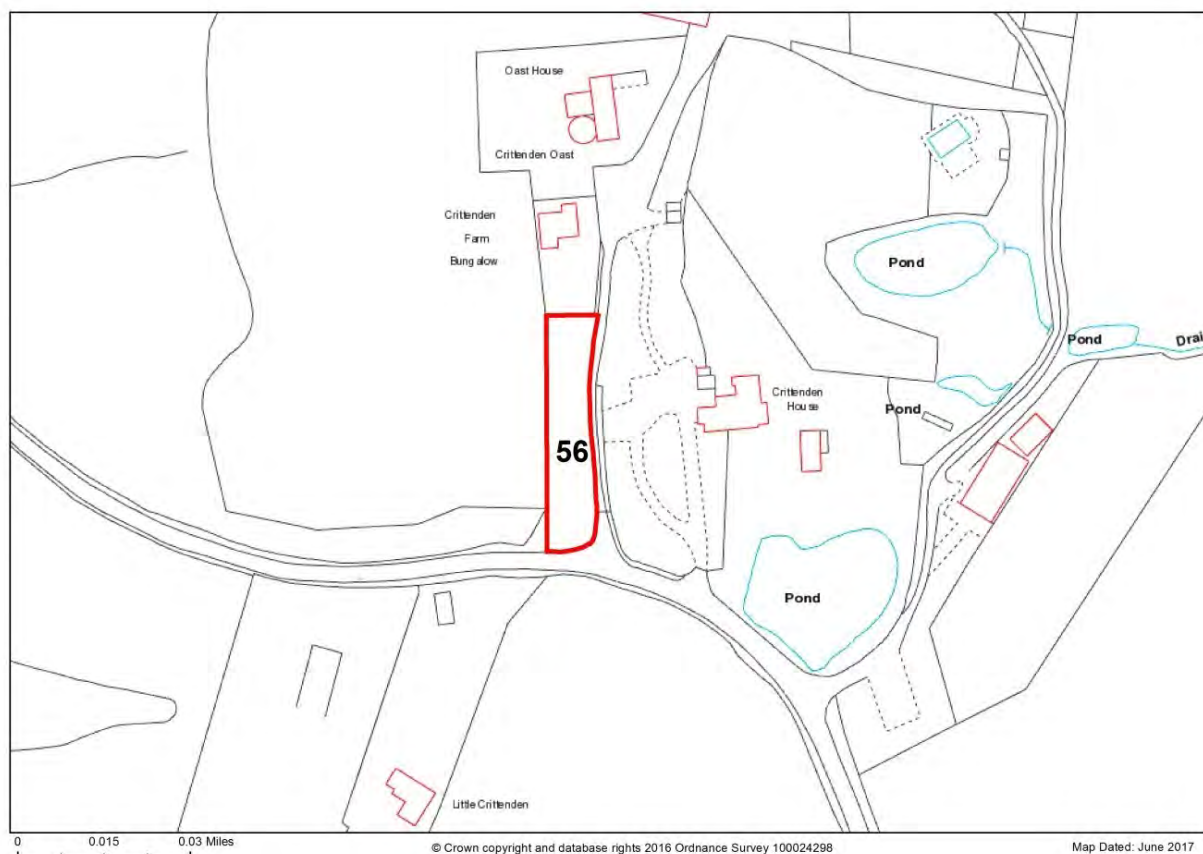 Oast House
Crittenden Oast
Crittenden
Farm
Bungalow
Pond
Pond
Drai
Crittenden
House
Pond
56
Pond
Little Crittenden
0 0.015 0.03 Miles
© Crown copyright and database rights 2016 Ordnance Survey 100024298
Map Dated: June 2017